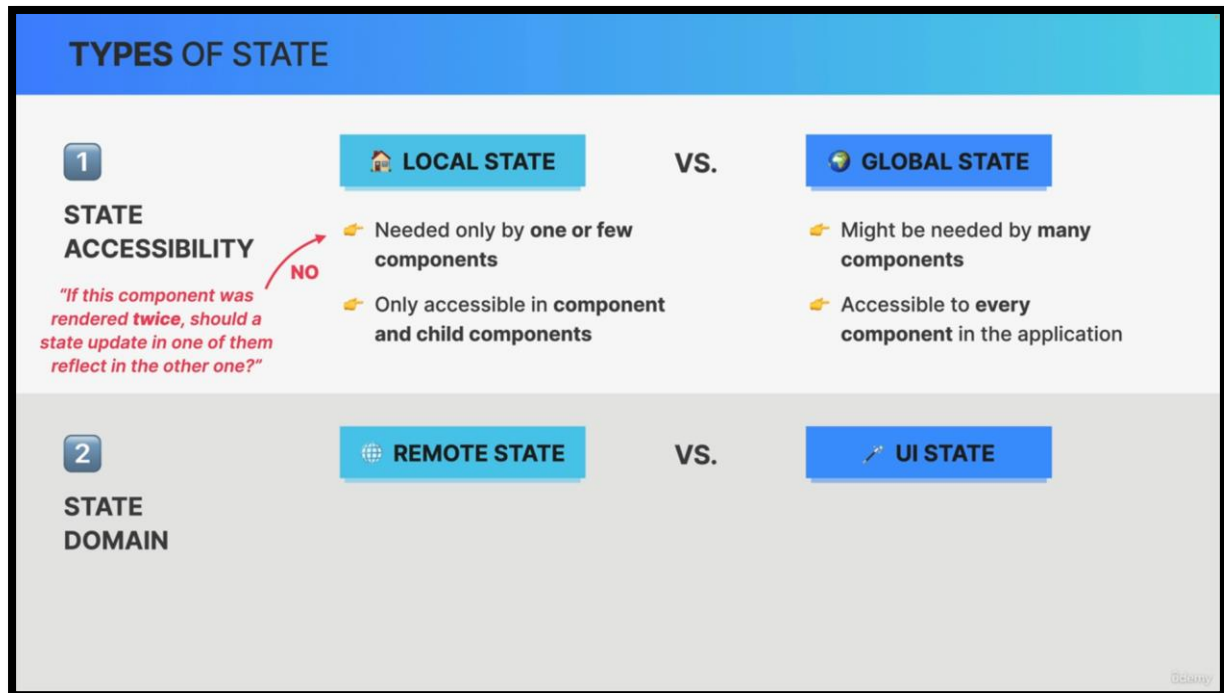 TYPES OF STATE
1
STATE
ACCESSIBILITY
"If this component was
rendered twice, should a
state update in one of them
reflect in the other one?"
NO
LOCAL STATE
Needed only by one or few
components
Only accessible in component
and child components
VS.
GLOBAL STATE
Might be needed by many
components
Accessible to every
component in the application
2
STATE
DOMAIN
REMOTE STATE
VS.
UI STATE
Udemy